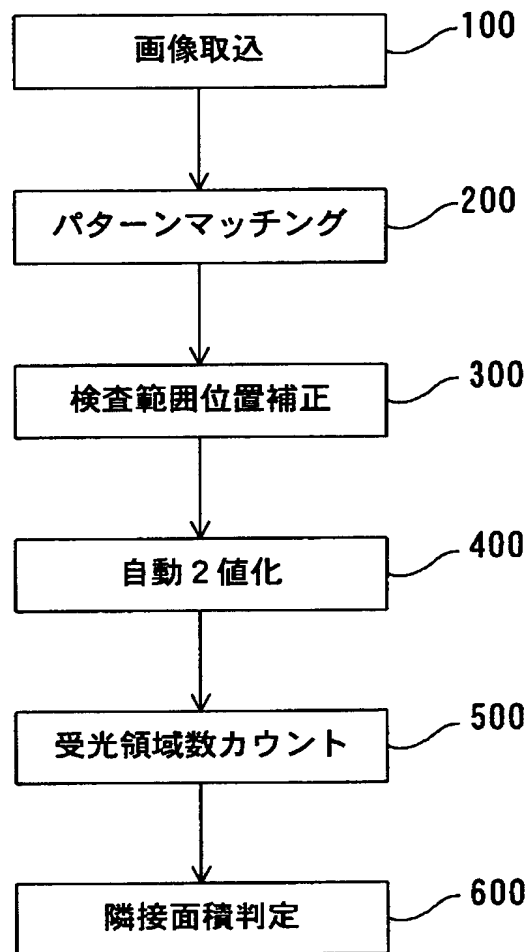 画像取込
100
パターンマッチング
200
検査範囲位置補正
300
自動２値化
400
受光領域数カウント
500
隣接面積判定
600